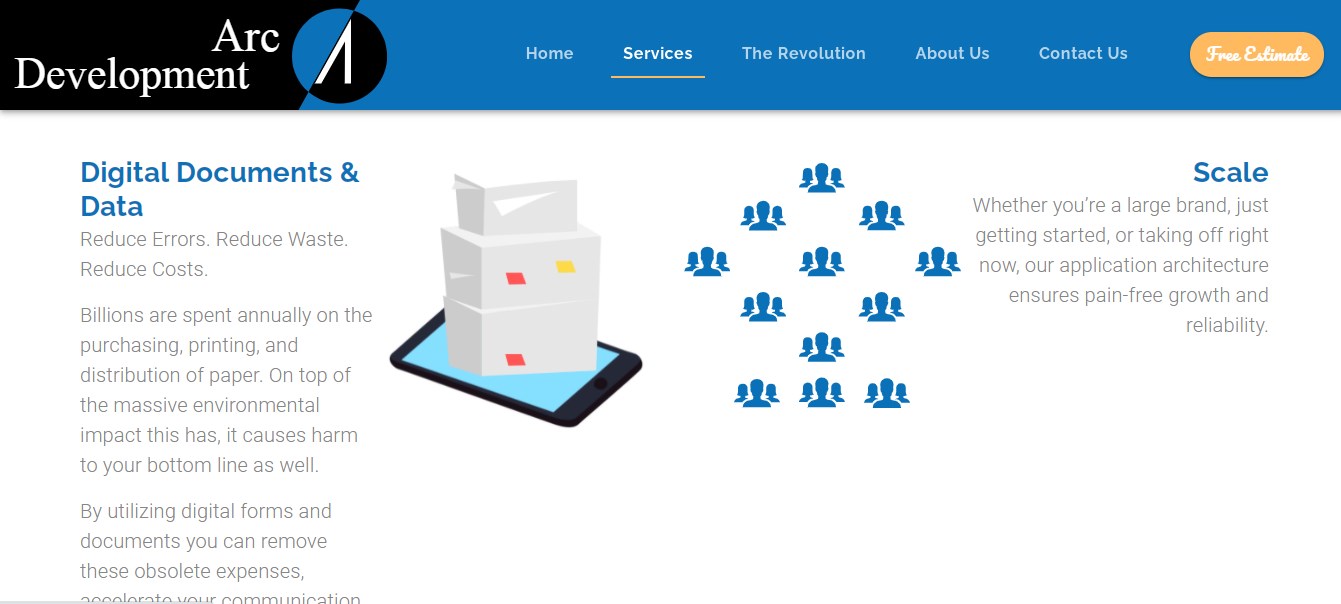 Arc
Development
Home
Services
The Revolution
About Us
Contact Us
Free Estimate
Digital Documents &
Data
Reduce Errors. Reduce Waste.
Reduce Costs.
Billions are spent annually on the
purchasing, printing, and
distribution of paper. On top of
the massive environmental
impact this has, it causes harm
to your bottom line as well.
By utilizing digital forms and
documents you can remove
these obsolete expenses,
accelerate your communication,
Scale
Whether you’re a large brand, just
getting started, or taking off right
now, our application architecture
ensures pain-free growth and
reliability.